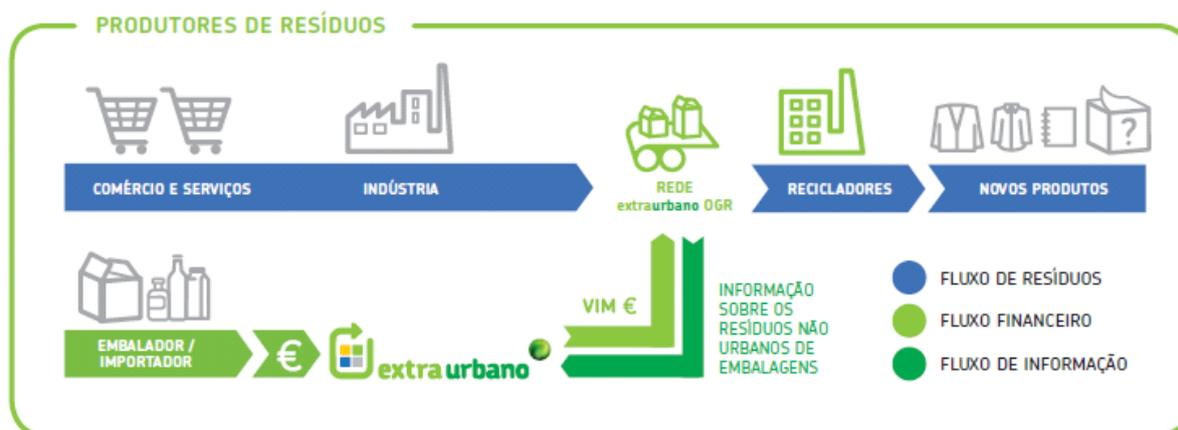 PRODUTORES DE RESÍDUOS
?
COMÉRCIO E SERVIÇOS
INDÚSTRIA
REDE
extraurbano OGR
RECICLADORES
NOVOS PRODUTOS
EMBALADOR /
IMPORTADOR
€
extraurbano
VIM €
INFORMAÇÃO
SOBRE OS
RESÍDUOS NÃO
URBANOS DE
EMBALAGENS
FLUXO DE RESÍDUOS
FLUXO FINANCEIRO
FLUXO DE INFORMAÇÃO